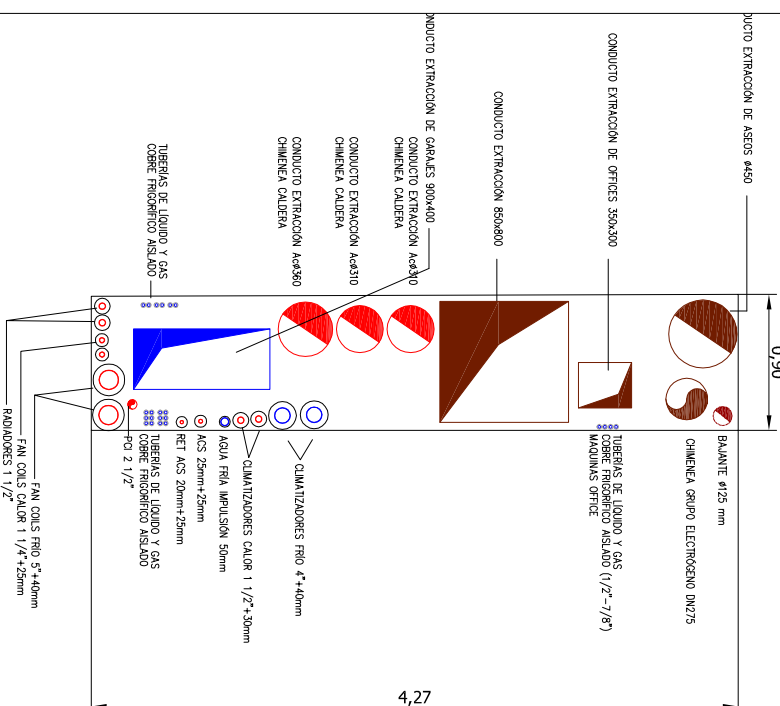 DUCTO EXTRACCIÓN DE ASEOS ø450
CONDUCTO EXTRACCIÓN DE OFFICES 350x300
CONDUCTO EXTRACCIÓN 850x800
CONDUCTO EXTRACCIÓN DE GARAJES 900x400
CONDUCTO EXTRACCIÓN Acø310
CHIMENEA CALDERA
CONDUCTO EXTRACCIÓN Acø310
CHIMENEA CALDERA
CONDUCTO EXTRACCIÓN Acø360
CHIMENEA CALDERA
TUBERÍAS DE LÍQUIDO Y GAS
COBRE FRIGORÍFICO AISLADO
0,90
BAJANTE ø125 mm
CHIMENEA GRUPO ELECTRÓGENO DN275
TUBERÍAS DE LÍQUIDO Y GAS
COBRE FRIGORÍFICO AISLADO (1/2"-7/8")
MAQUINAS OFFICE
CLIMATIZADORES FRÍO 4"+40mm
CLIMATIZADORES CALOR 1 1/2"+30mm
AGUA FRÍA IMPULSIÓN 50mm
ACS 25mm+25mm
RET ACS 20mm+25mm
TUBERÍAS DE LÍQUIDO Y GAS
COBRE FRIGORÍFICO AISLADO
PCI 2 1/2"
FAN COILS FRÍO 5"+40mm
FAN COILS CALOR 1 1/4"+25mm
RADIADORES 1 1/2"
4,27